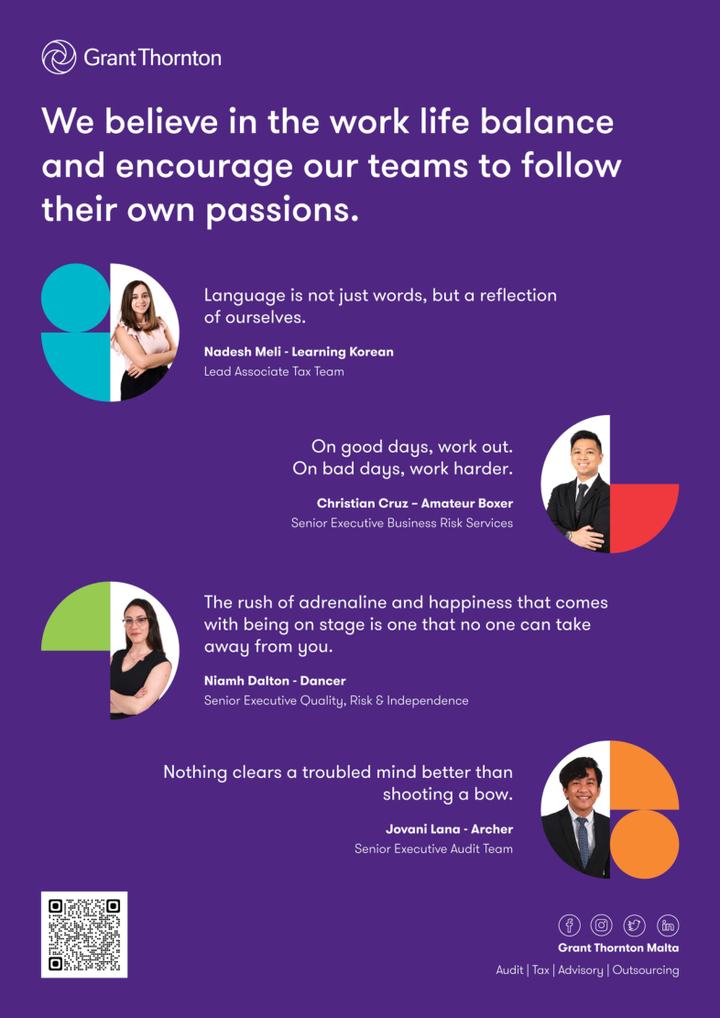 Grant Thornton
We believe in the work life balance
and encourage our teams to follow
their own passions.
Language is not just words, but a reflection
of ourselves.
Nadesh Meli - Learning Korean
Lead Associate Tax Team
On good days, work out.
On bad days, work harder.
Christian Cruz – Amateur Boxer
Senior Executive Business Risk Services
The rush of adrenaline and happiness that comes
with being on stage is one that no one can take
away from you.
Niamh Dalton - Dancer
Senior Executive Quality, Risk & Independence
Nothing clears a troubled mind better than
shooting a bow.
Jovani Lana - Archer
Senior Executive Audit Team
Grant Thornton Malta
Audit | Tax | Advisory | Outsourcing